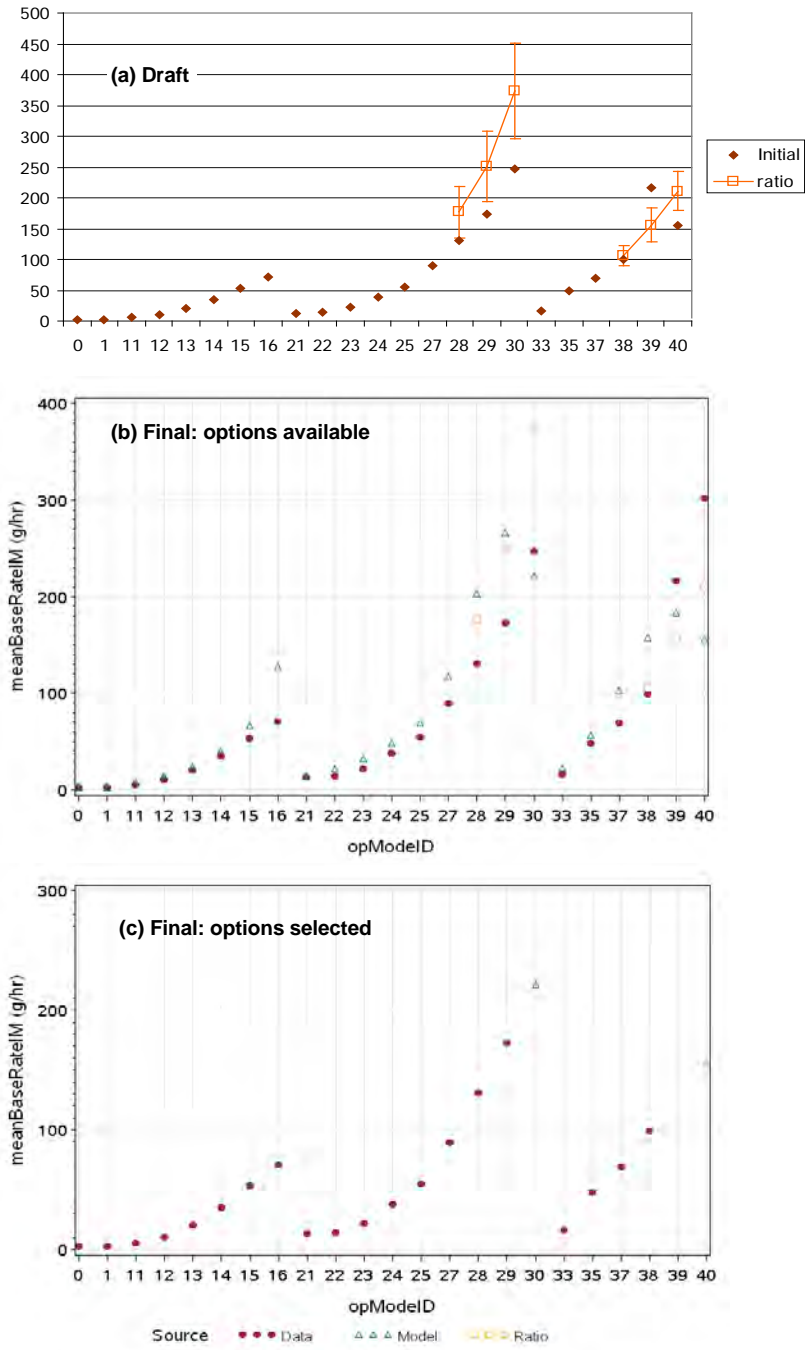 500
450
400
350
300
250
200
150
100
50
0
(a) Draft
Initial
ratio
0 1 11 12 13 14 15 16 21 22 23 24 25 27 28 29 30 33 35 37 38 39 40
400
300
200
100
0
meanBaseRateIM (g/hr)
(b) Final: options available
0 1 11 12 13 14 15 16 21 22 23 24 25 27 28 29 30 33 35 37 38 39 40
opModeID
300
200
100
0
meanBaseRateIM (g/hr)
(c) Final: options selected
0 1 11 12 13 14 15 16 21 22 23 24 25 27 28 29 30 33 35 37 38 39 40
opModeID
Source Data Model Ratio